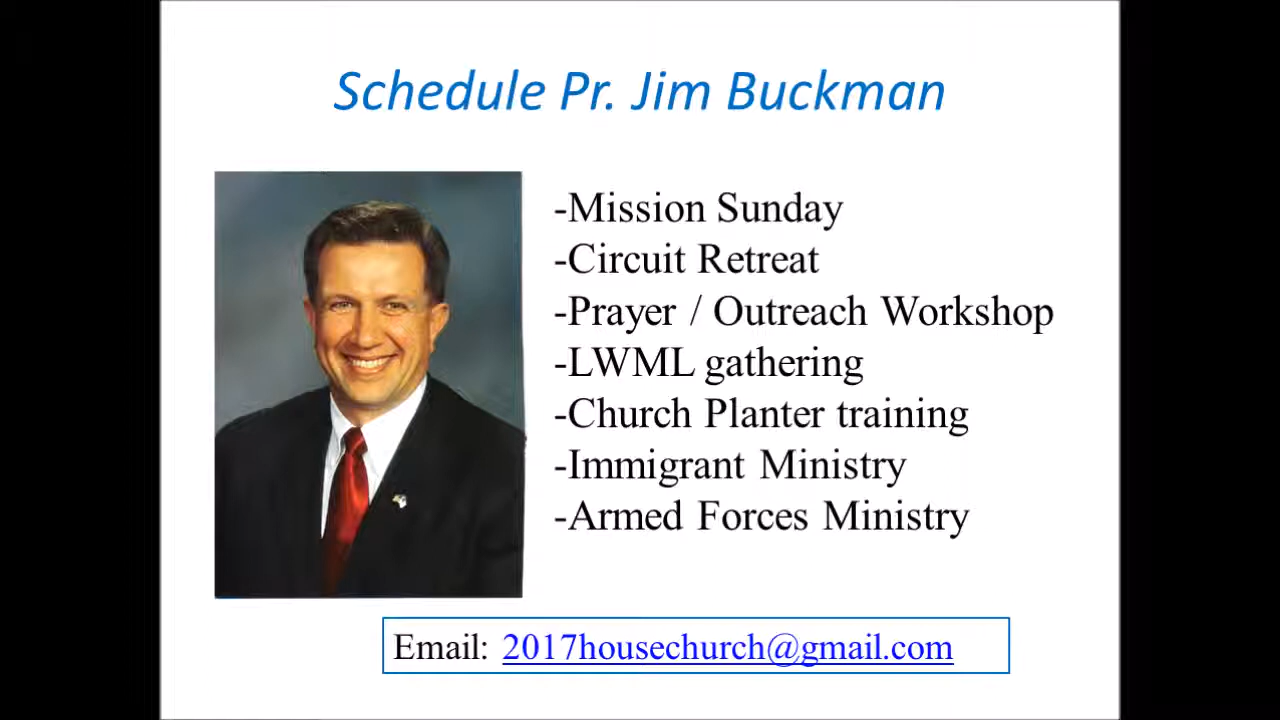 Schedule Pr. Jim Buckman
-Mission Sunday
-Circuit Retreat
-Prayer / Outreach Workshop
-LWML gathering
-Church Planter training
-Immigrant Ministry
-Armed Forces Ministry
Email: 2017housechurch@gmail.com